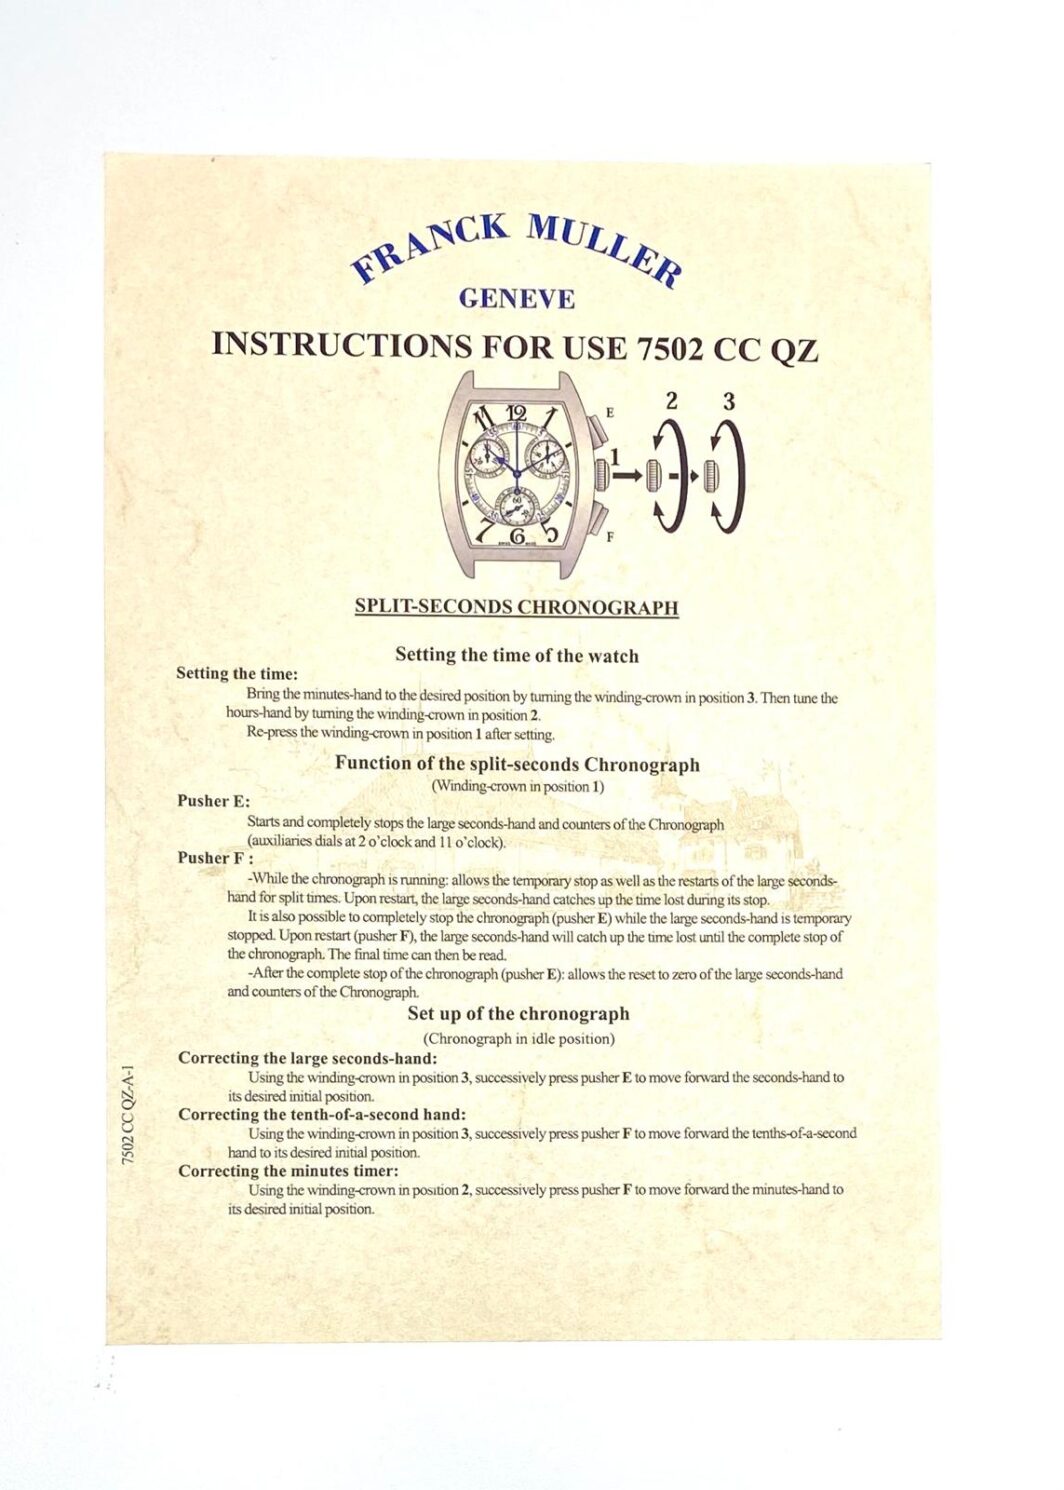 FRANCK MULLER
GENEVE
INSTRUCTIONS FOR USE 7502 CC QZ
2 3
E
11 12 1
1
60
7 6 5
F
SPLIT-SECONDS CHRONOGRAPH
Setting the time of the watch
Setting the time:
Bring the minutes-hand to the desired position by turning the winding-crown in position 3. Then tune the
hours-hand by turning the winding-crown in position 2.
Re-press the winding-crown in position 1 after setting.
Function of the split-seconds Chronograph
(Winding-crown in position 1)
Pusher E:
Starts and completely stops the large seconds-hand and counters of the Chronograph
(auxiliaries dials at 2 o'clock and 11 o'clock).
Pusher F :
-While the chronograph is running: allows the temporary stop as well as the restarts of the large seconds-
hand for split times. Upon restart, the large seconds-hand catches up the time lost during its stop.
It is also possible to completely stop the chronograph (pusher E) while the large seconds-hand is temporary
stopped. Upon restart (pusher F), the large seconds-hand will catch up the time lost until the complete stop of
the chronograph. The final time can then be read.
-After the complete stop of the chronograph (pusher E): allows the reset to zero of the large seconds-hand
and counters of the Chronograph.
Set up of the chronograph
(Chronograph in idle position)
Correcting the large seconds-hand:
Using the winding-crown in position 3, successively press pusher E to move forward the seconds-hand to
its desired initial position.
Correcting the tenth-of-a-second hand:
Using the winding-crown in position 3, successively press pusher F to move forward the tenths-of-a-second
hand to its desired initial position.
Correcting the minutes timer:
Using the winding-crown in position 2, successively press pusher F to move forward the minutes-hand to
its desired initial position.
7502 CC QZ-A-1